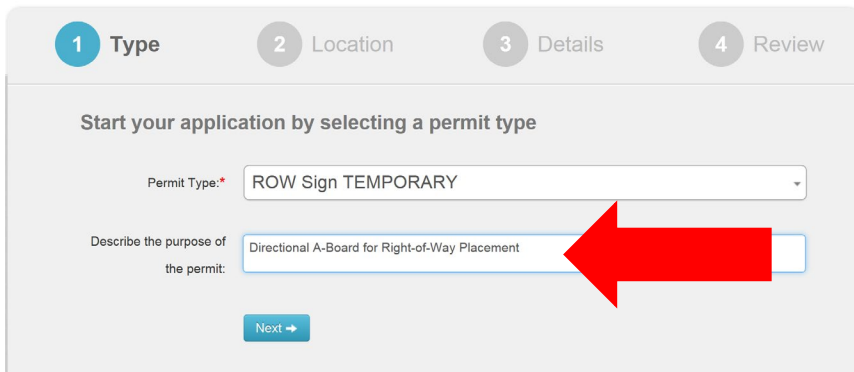 1 Type 2 Location 3 Details 4 Review
Start your application by selecting a permit type
Permit Type:* ROW Sign TEMPORARY
Describe the purpose of
the permit:
Directional A-Board for Right-of-Way Placement
Next